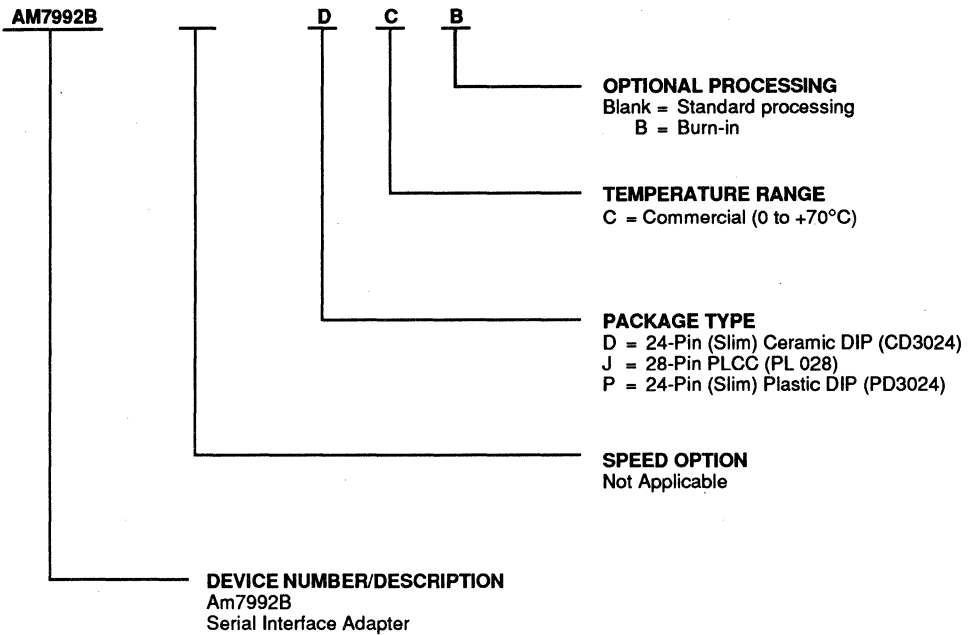 AM7992B D C B
OPTIONAL PROCESSING
Blank = Standard processing
B = Burn-in
TEMPERATURE RANGE
C = Commercial (0 to +70°C)
PACKAGE TYPE
D = 24-Pin (Slim) Ceramic DIP (CD3024)
J = 28-Pin PLCC (PL 028)
P = 24-Pin (Slim) Plastic DIP (PD3024)
SPEED OPTION
Not Applicable
DEVICE NUMBER/DESCRIPTION
Am7992B
Serial Interface Adapter